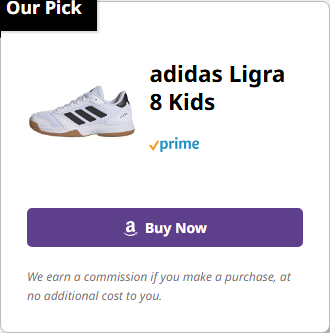 Our Pick
adidas Ligra
8 Kids
prime
Buy Now
We earn a commission if you make a purchase, at
no additional cost to you.